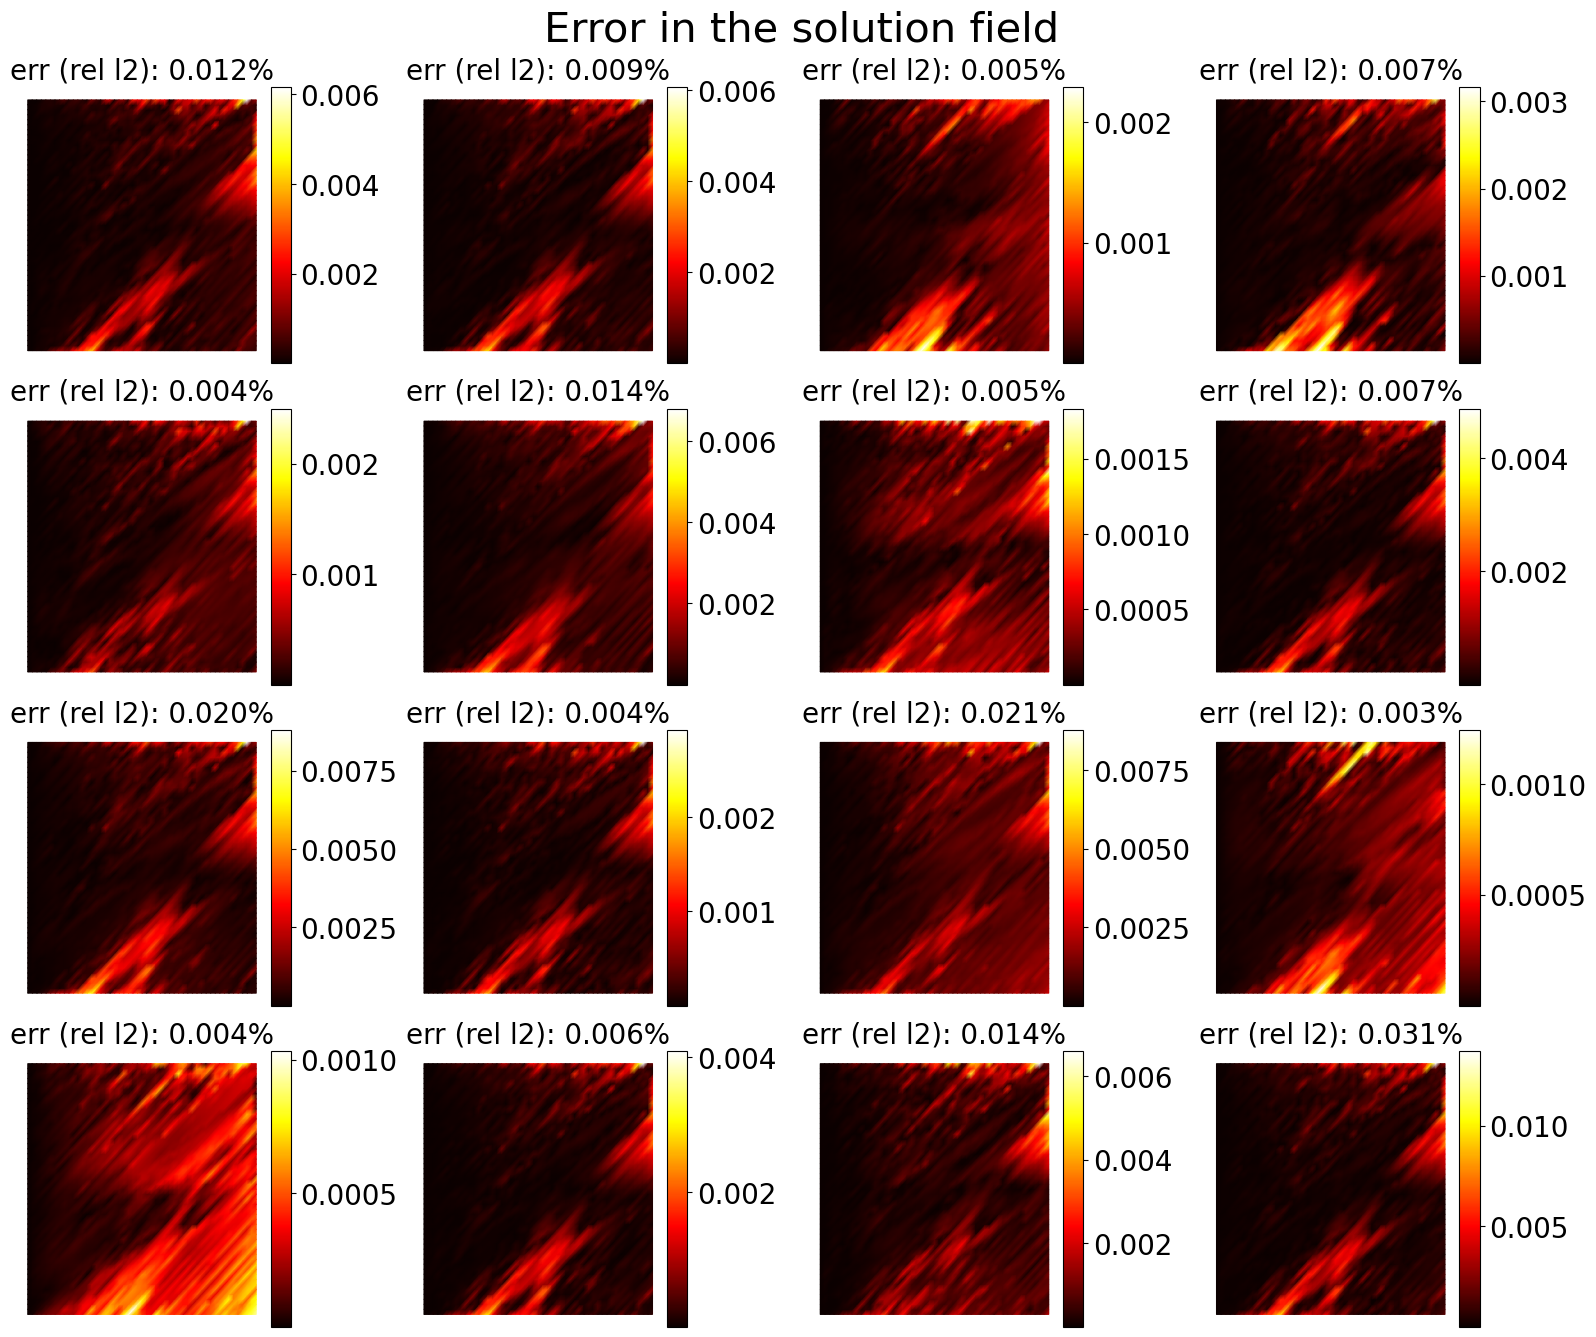 Error in the solution field
err (rel l2): 0.012%
err (rel l2): 0.009%
err (rel l2): 0.005%
err (rel l2): 0.007%
0.006
0.004
0.002
0.006
0.004
0.002
0.002
0.001
0.003
0.002
0.001
err (rel l2): 0.004%
err (rel l2): 0.014%
err (rel l2): 0.005%
err (rel l2): 0.007%
0.002
0.001
0.006
0.004
0.002
0.0015
0.0010
0.0005
0.004
0.002
err (rel l2): 0.020%
err (rel l2): 0.004%
err (rel l2): 0.021%
err (rel l2): 0.003%
0.0075
0.0050
0.0025
0.002
0.001
0.0075
0.0050
0.0025
0.0010
0.0005
err (rel l2): 0.004%
err (rel l2): 0.006%
err (rel l2): 0.014%
err (rel l2): 0.031%
0.0010
0.0005
0.004
0.002
0.006
0.004
0.002
0.010
0.005